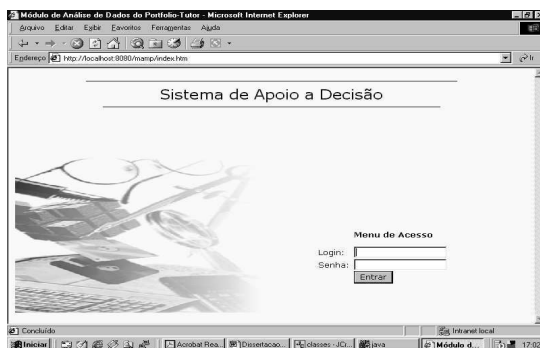 Módulo de Análise de Dados do Portfolio-Tutor - Microsoft Internet Explorer
Arquivo Editar Exibir Favoritos Ferramentas Ajuda
Endereço http://localhost:8080/mamp/index.htm
Sistema de Apoio a Decisão
Menu de Acesso
Login:
Senha:
Entrar
Concluído Intranet local
Iniciar Acrobat Rea... Dissertacao... classes - JCr... java Módulo d... 17:02